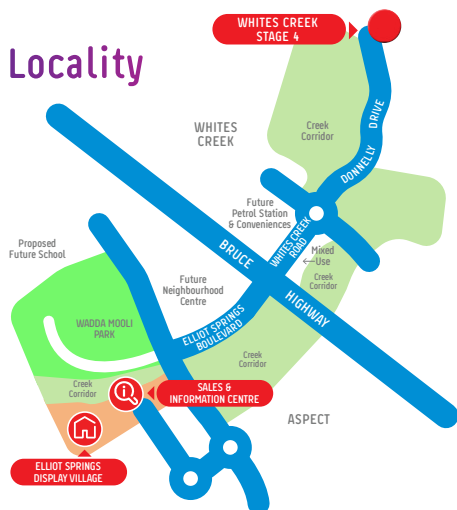 WHITES CREEK
STAGE 4
Locality
WHITES
CREEK
Creek
Corridor
DONNELLY DRIVE
Future
Petrol Station
& Conveniences
Proposed
Future School
BRUCE HIGHWAY
WHITES CREEK
ROAD
Mixed
Use
Creek
Corridor
Future
Neighbourhood
Centre
WADDA MOOLI
PARK
ELLIOT SPRINGS
BOULEVARD
Creek
Corridor
Creek
Corridor
SALES &
INFORMATION CENTRE
ASPECT
ELLIOT SPRINGS
DISPLAY VILLAGE